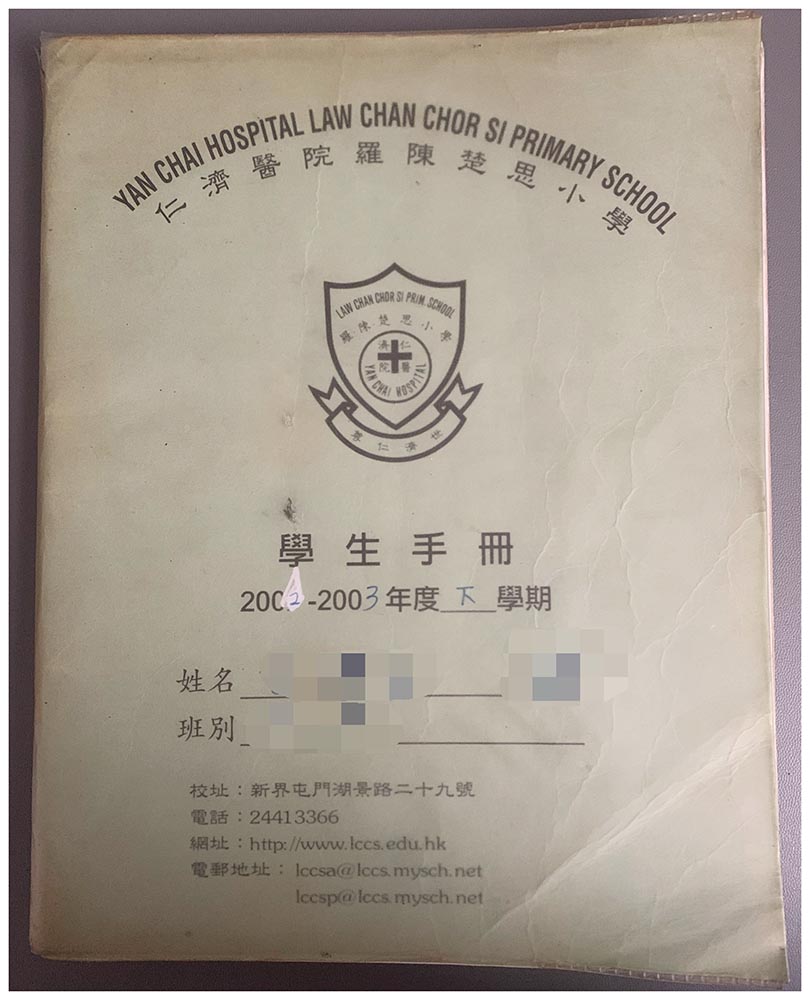 YAN CHAI HOSPITAL LAW CHAN CHOR SI PRIMARY SCHOOL
仁濟醫院羅陳楚思小學
LAW CHAN CHOR SI PRIM. SCHOOL
羅陳楚思小學
仁濟醫院
YAN CHAI HOSPITAL
尊仁濟世
學生手冊
2002-2003年度下學期
姓名
班別
校址：新界屯門湖景路二十九號
電話：24413366
網址：http://www.lccs.edu.hk
電郵地址： lccsa@lccs.mysch.net
lccsp@lccs.mysch.net